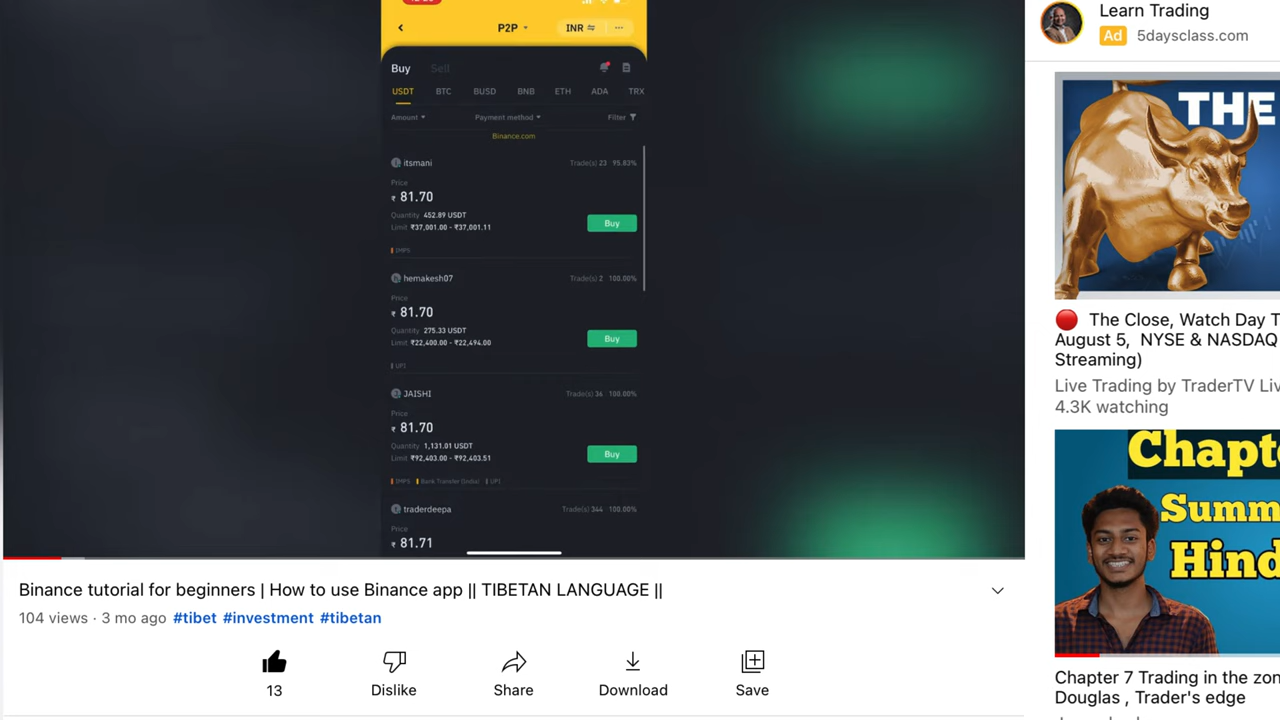 P2P
INR
Buy
Sell
USDT BTC BUSD BNB ETH ADA TRX
Amount Payment method Filter
Binance.com
itsmani Trade(s) 23 95.83%
Price
₹ 81.70
Quantity 452.89 USDT
Limit ₹37,001.00 - ₹37,001.11
Buy
IMPS
hemakesh07 Trade(s) 2 100.00%
Price
₹ 81.70
Quantity 275.33 USDT
Limit ₹22,400.00 - ₹22,494.00
Buy
UPI
JAISHI Trade(s) 36 100.00%
Price
₹ 81.70
Quantity 1,131.01 USDT
Limit ₹92,403.00 - ₹92,403.51
Buy
IMPS Bank Transfer (India) UPI
traderdeepa Trade(s) 344 100.00%
Price
₹ 81.71
Binance tutorial for beginners | How to use Binance app || TIBETAN LANGUAGE ||
104 views · 3 mo ago #tibet #investment #tibetan
13 Dislike Share Download Save
Learn Trading
Ad 5daysclass.com
THE
The Close, Watch Day T
August 5, NYSE & NASDAQ
Streaming)
Live Trading by TraderTV Liv
4.3K watching
Chapt
Summ
Hind
Chapter 7 Trading in the zon
Douglas , Trader's edge